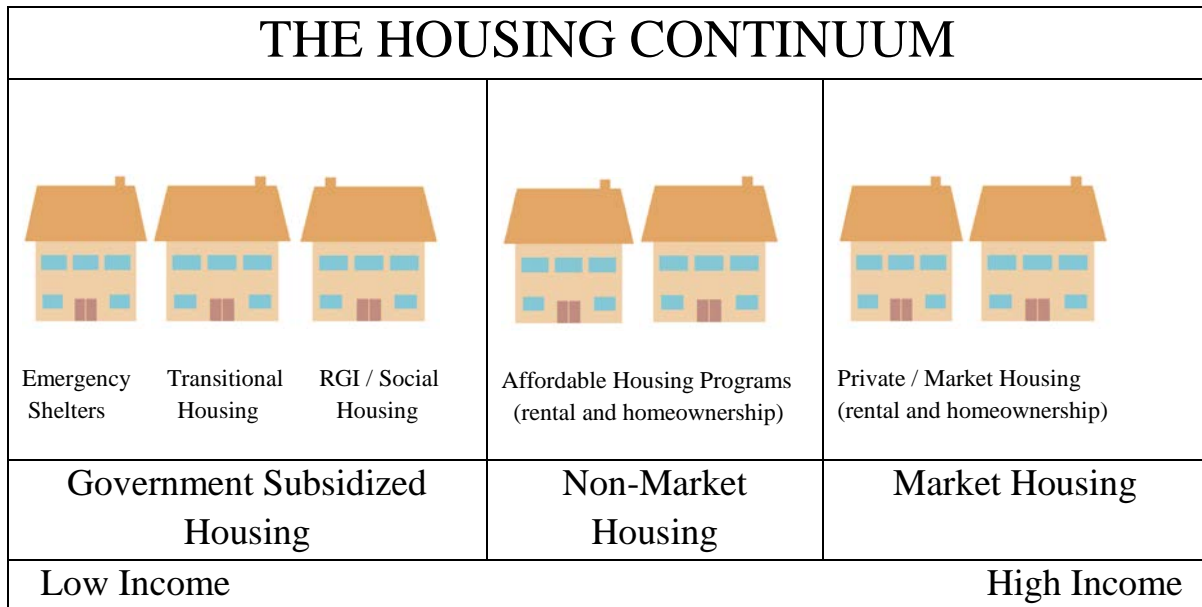 THE HOUSING CONTINUUM
Emergency
Shelters
Transitional
Housing
RGI / Social
Housing
Affordable Housing Programs
(rental and homeownership)
Private / Market Housing
(rental and homeownership)
Government Subsidized
Housing
Non-Market
Housing
Market Housing
Low Income
High Income